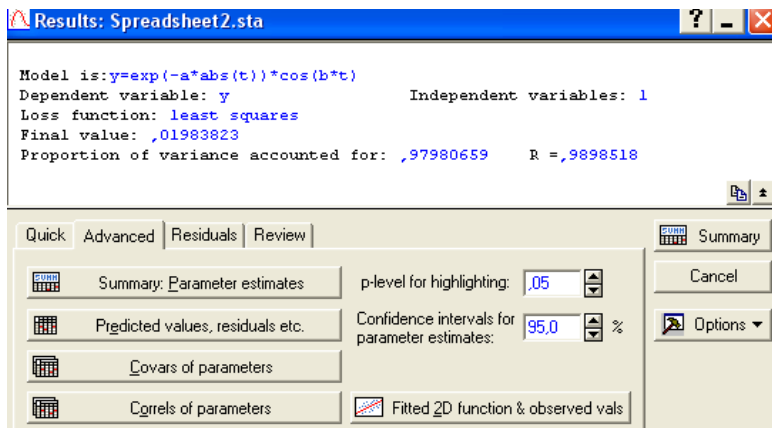 Results: Spreadsheet2.sta
Model is:y=exp(-a*abs(t))*cos(b*t)
Dependent variable: y Independent variables: 1
Loss function: least squares
Final value: ,01983823
Proportion of variance accounted for: ,97980659 R =,9898518
Quick Advanced Residuals Review
Summary
Summary: Parameter estimates
p-level for highlighting: ,05
Cancel
Predicted values, residuals etc.
Confidence intervals for
parameter estimates: 95,0 %
Options
Covars of parameters
Correls of parameters
Fitted 2D function & observed vals